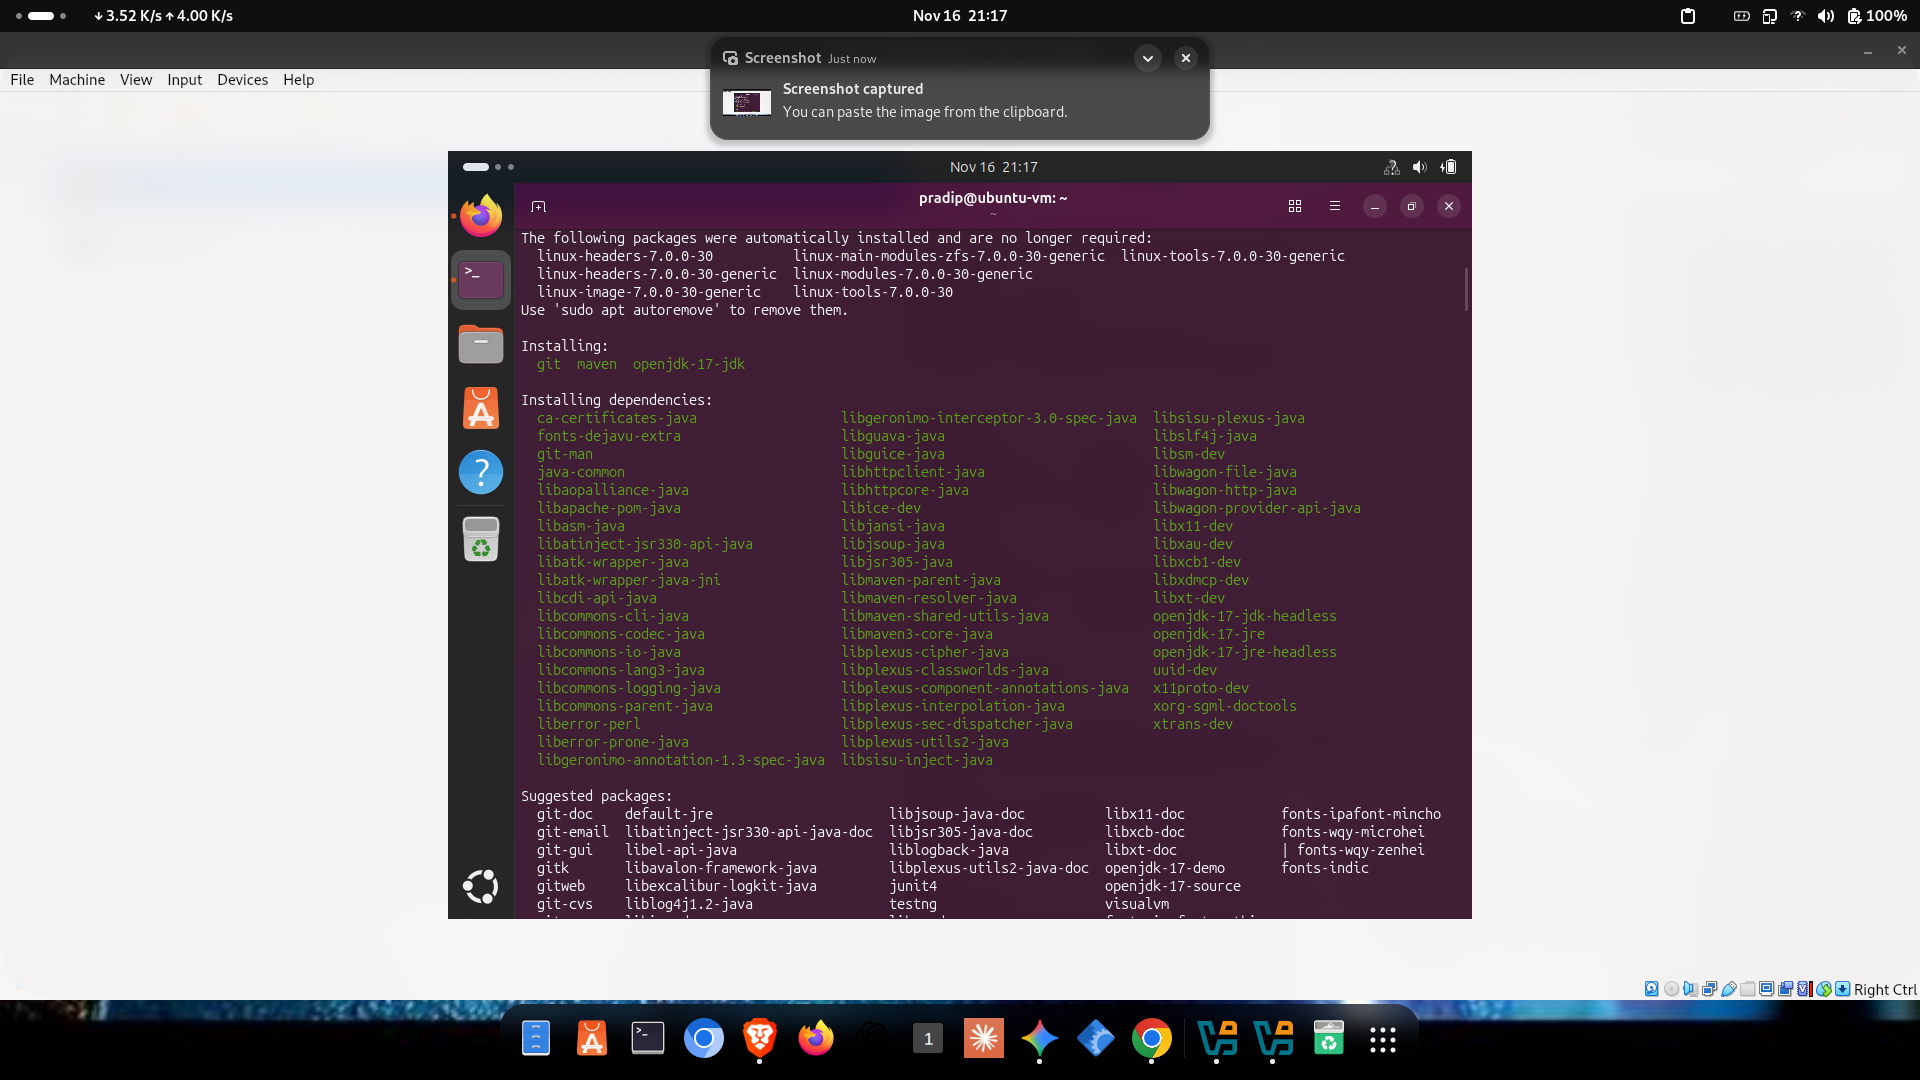 3.52 K/s 4.00 K/s
Nov 16 21:17
100%
File Machine View Input Devices Help
Screenshot Just now
Screenshot captured
You can paste the image from the clipboard.
Nov 16 21:17
pradip@ubuntu-vm: ~
~
The following packages were automatically installed and are no longer required:
linux-headers-7.0.0-30 linux-main-modules-zfs-7.0.0-30-generic linux-tools-7.0.0-30-generic
linux-headers-7.0.0-30-generic linux-modules-7.0.0-30-generic
linux-image-7.0.0-30-generic linux-tools-7.0.0-30
Use 'sudo apt autoremove' to remove them.
Installing:
git maven openjdk-17-jdk
Installing dependencies:
ca-certificates-java libgeronimo-interceptor-3.0-spec-java libsisu-plexus-java
fonts-dejavu-extra libguava-java libslf4j-java
git-man libguice-java libsm-dev
java-common libhttpclient-java libwagon-file-java
libaopalliance-java libhttpcore-java libwagon-http-java
libapache-pom-java libice-dev libwagon-provider-api-java
libasm-java libjansi-java libx11-dev
libatinject-jsr330-api-java libjsoup-java libxau-dev
libatk-wrapper-java libjsr305-java libxcb1-dev
libatk-wrapper-java-jni libmaven-parent-java libxdmcp-dev
libcdi-api-java libmaven-resolver-java libxt-dev
libcommons-cli-java libmaven-shared-utils-java openjdk-17-jdk-headless
libcommons-codec-java libmaven3-core-java openjdk-17-jre
libcommons-io-java libplexus-cipher-java openjdk-17-jre-headless
libcommons-lang3-java libplexus-classworlds-java uuid-dev
libcommons-logging-java libplexus-component-annotations-java x11proto-dev
libcommons-parent-java libplexus-interpolation-java xorg-sgml-doctools
liberror-perl libplexus-sec-dispatcher-java xtrans-dev
liberror-prone-java libplexus-utils2-java
libgeronimo-annotation-1.3-spec-java libsisu-inject-java
Suggested packages:
git-doc default-jre libjsoup-java-doc libx11-doc fonts-ipafont-mincho
git-email libatinject-jsr330-api-java-doc libjsr305-java-doc libxcb-doc fonts-wqy-microhei
git-gui libel-api-java liblogback-java libxt-doc | fonts-wqy-zenhei
gitk libavalon-framework-java libplexus-utils2-java-doc openjdk-17-demo fonts-indic
gitweb libexcalibur-logkit-java junit4 openjdk-17-source
git-cvs liblog4j1.2-java testng visualvm
Right Ctrl
1